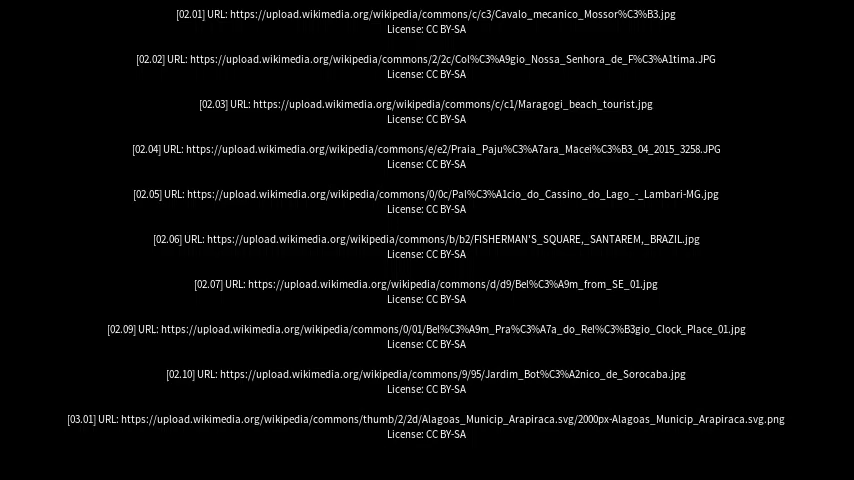 [02.01] URL: https://upload.wikimedia.org/wikipedia/commons/c/c3/Cavalo_mecanico_Mossor%C3%B3.jpg
License: CC BY-SA
[02.02] URL: https://upload.wikimedia.org/wikipedia/commons/2/2c/Col%C3%A9gio_Nossa_Senhora_de_F%C3%A1tima.JPG
License: CC BY-SA
[02.03] URL: https://upload.wikimedia.org/wikipedia/commons/c/c1/Maragogi_beach_tourist.jpg
License: CC BY-SA
[02.04] URL: https://upload.wikimedia.org/wikipedia/commons/e/e2/Praia_Paju%C3%A7ara_Macei%C3%B3_04_2015_3258.JPG
License: CC BY-SA
[02.05] URL: https://upload.wikimedia.org/wikipedia/commons/0/0c/Pal%C3%A1cio_do_Cassino_do_Lago_-_Lambari-MG.jpg
License: CC BY-SA
[02.06] URL: https://upload.wikimedia.org/wikipedia/commons/b/b2/FISHERMAN'S_SQUARE,_SANTAREM,_BRAZIL.jpg
License: CC BY-SA
[02.07] URL: https://upload.wikimedia.org/wikipedia/commons/d/d9/Bel%C3%A9m_from_SE_01.jpg
License: CC BY-SA
[02.09] URL: https://upload.wikimedia.org/wikipedia/commons/0/01/Bel%C3%A9m_Pra%C3%A7a_do_Rel%C3%B3gio_Clock_Place_01.jpg
License: CC BY-SA
[02.10] URL: https://upload.wikimedia.org/wikipedia/commons/9/95/Jardim_Bot%C3%A2nico_de_Sorocaba.jpg
License: CC BY-SA
[03.01] URL: https://upload.wikimedia.org/wikipedia/commons/thumb/2/2d/Alagoas_Municip_Arapiraca.svg/2000px-Alagoas_Municip_Arapiraca.svg.png
License: CC BY-SA